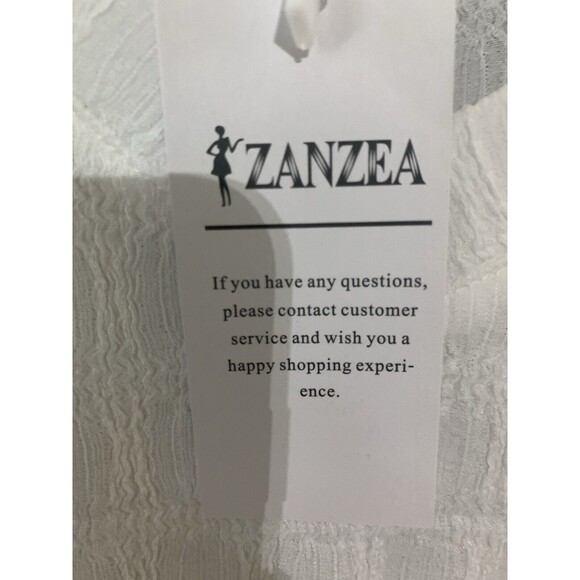 ZANZEA
If you have any questions,
please contact customer
service and wish you a
happy shopping experi-
ence.